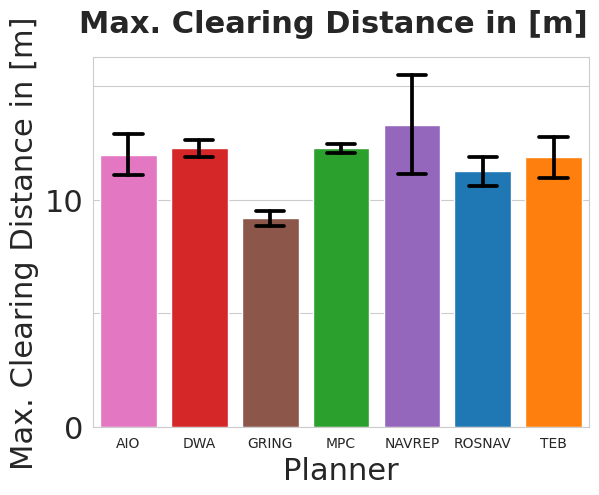 Max. Clearing Distance in [m]
Max. Clearing Distance in [m]
10
0
AIO DWA GRING MPC NAVREP ROSNAV TEB
Planner